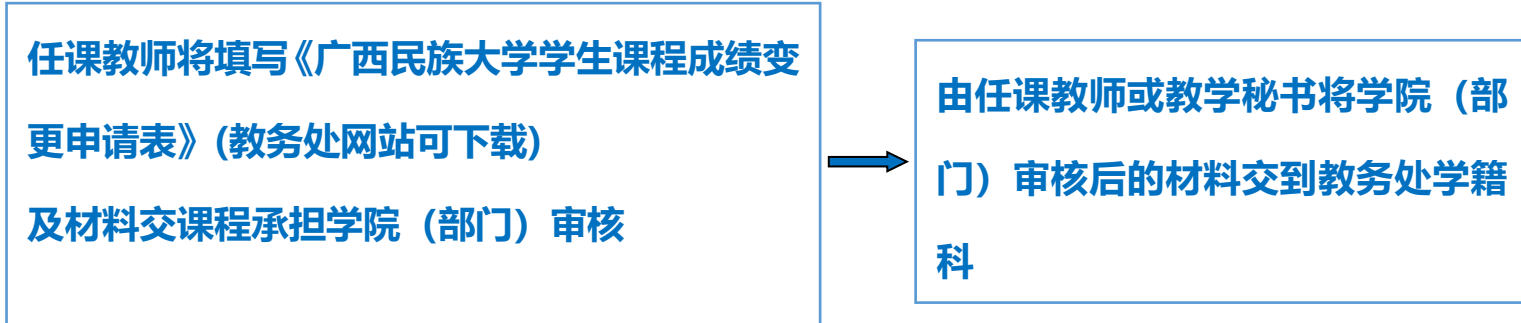 任课教师将填写《广西民族大学学生课程成绩变
更申请表》(教务处网站可下载)
及材料交课程承担学院（部门）审核
由任课教师或教学秘书将学院（部
门）审核后的材料交到教务处学籍
科